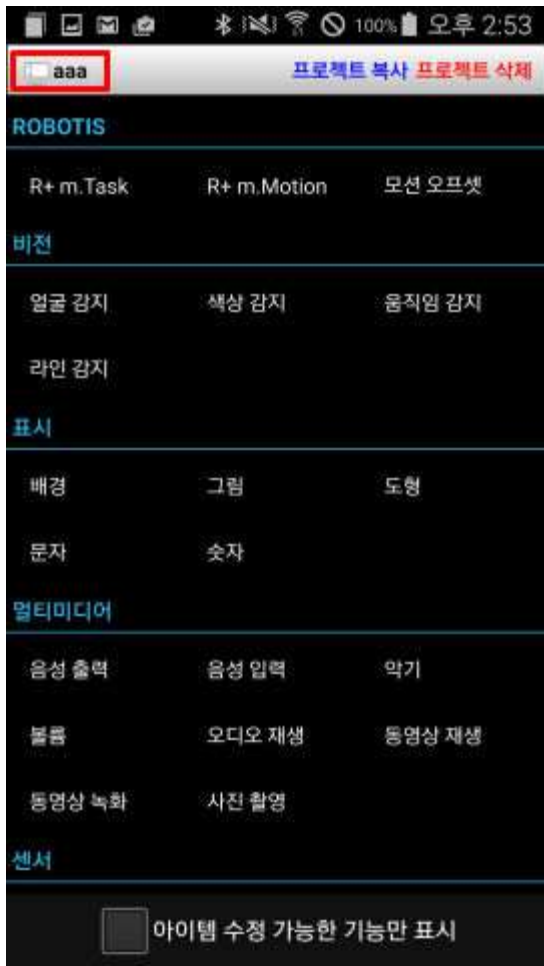 100% 오후 2:53
aaa 프로젝트 복사 프로젝트 삭제
ROBOTIS
R+ m.Task R+ m.Motion 모션 오프셋
비전
얼굴 감지 색상 감지 움직임 감지
라인 감지
표시
배경 그림 도형
문자 숫자
멀티미디어
음성 출력 음성 입력 악기
볼륨 오디오 재생 동영상 재생
동영상 녹화 사진 촬영
센서
아이템 수정 가능한 기능만 표시